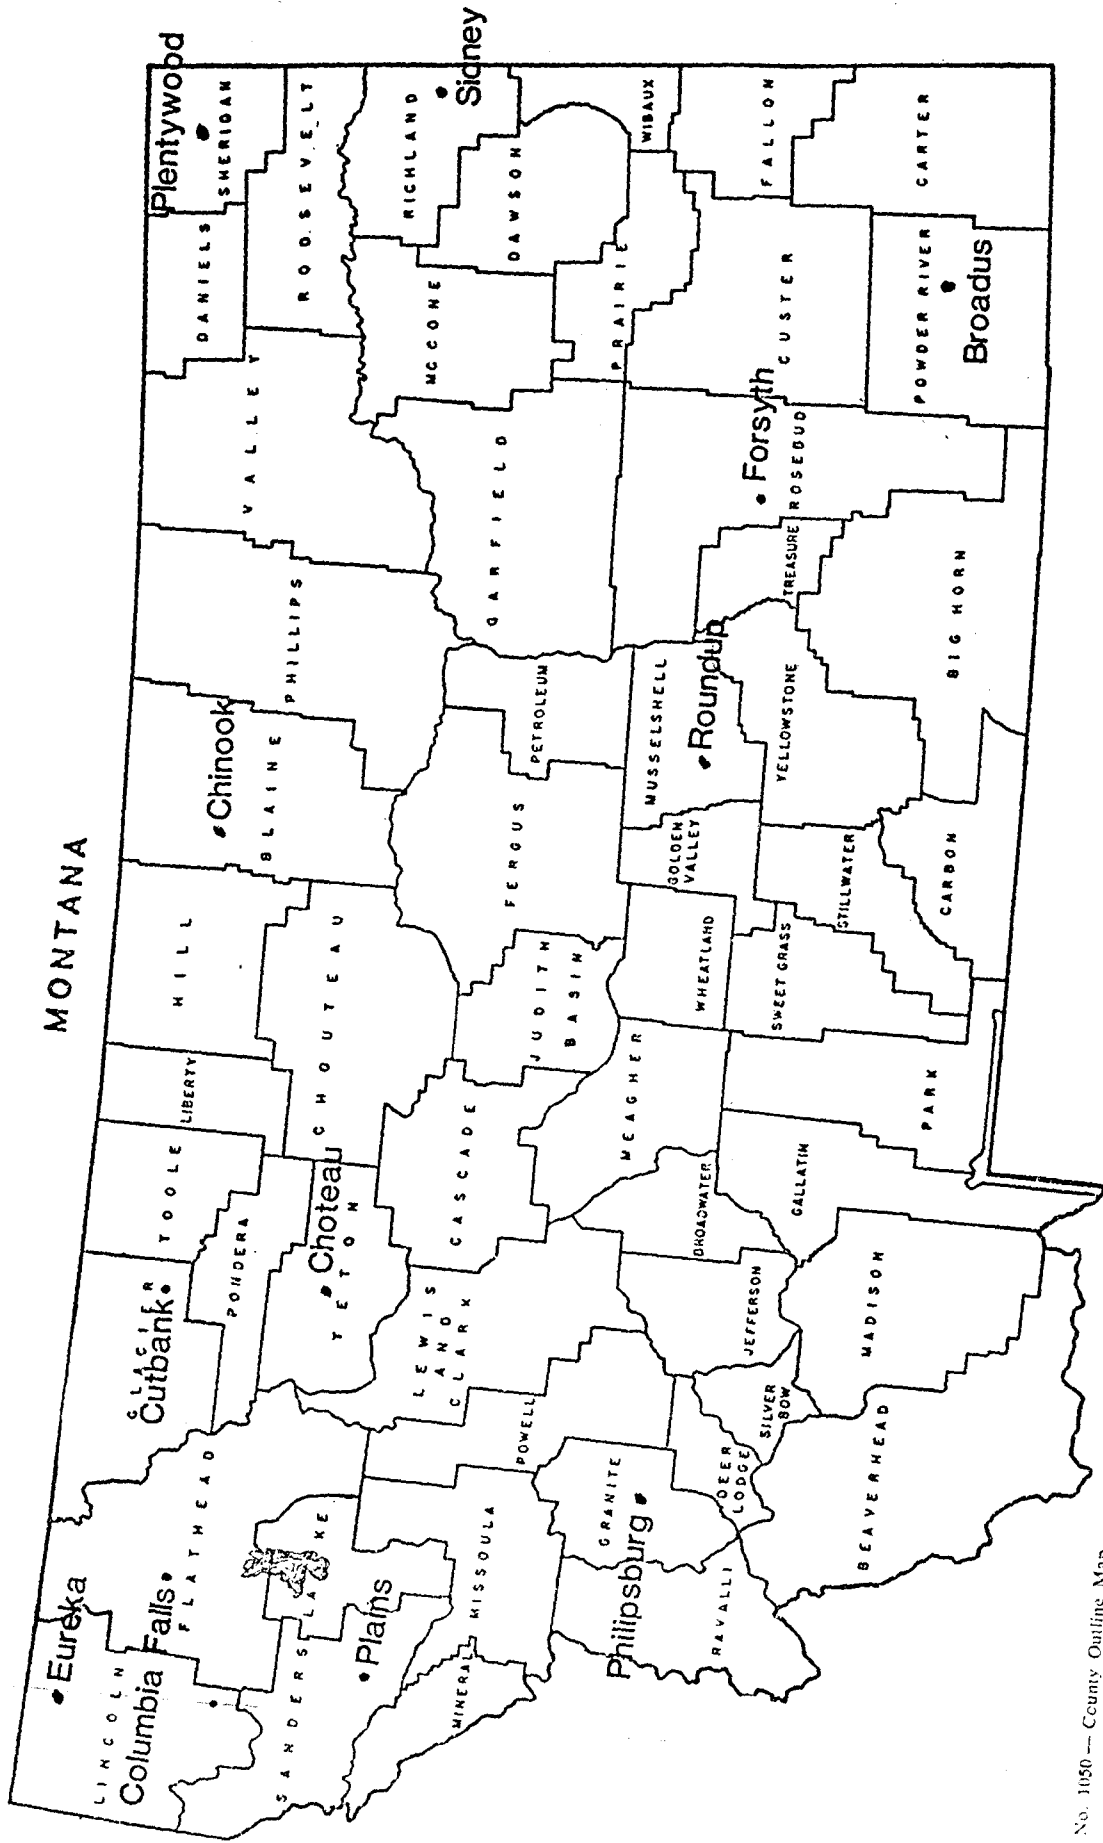 MONTANA
Eureka
LINCOLN
Columbia Falls
FLATHEAD
GLACIER
Cutbank
TOOLE
LIBERTY
HILL
Chinook
BLAINE
PHILLIPS
VALLEY
DANIELS
Plentywood
SHERIDAN
ROOSEVELT
PONDERA
Choteau
TETON
CHOUTEAU
SANDERS
LAKE
Plains
MINERAL
MISSOULA
POWELL
LEWIS
AND
CLARK
CASCADE
JUDITH
BASIN
FERGUS
PETROLEUM
GARFIELD
MCCONE
RICHLAND
Sidney
DAWSON
PRAIRIE
WIBAUX
GRANITE
Philipsburg
RAVALLI
DEER
LODGE
SILVER
BOW
JEFFERSON
BROADWATER
MEAGHER
WHEATLAND
GOLDEN
VALLEY
MUSSELSHELL
Roundup
TREASURE
ROSEBUD
Forsyth
CUSTER
FALLON
BEAVERHEAD
MADISON
GALLATIN
PARK
SWEET GRASS
STILLWATER
CARBON
YELLOWSTONE
BIG HORN
POWDER RIVER
Broadus
CARTER
No. 1050 — County Outline Map